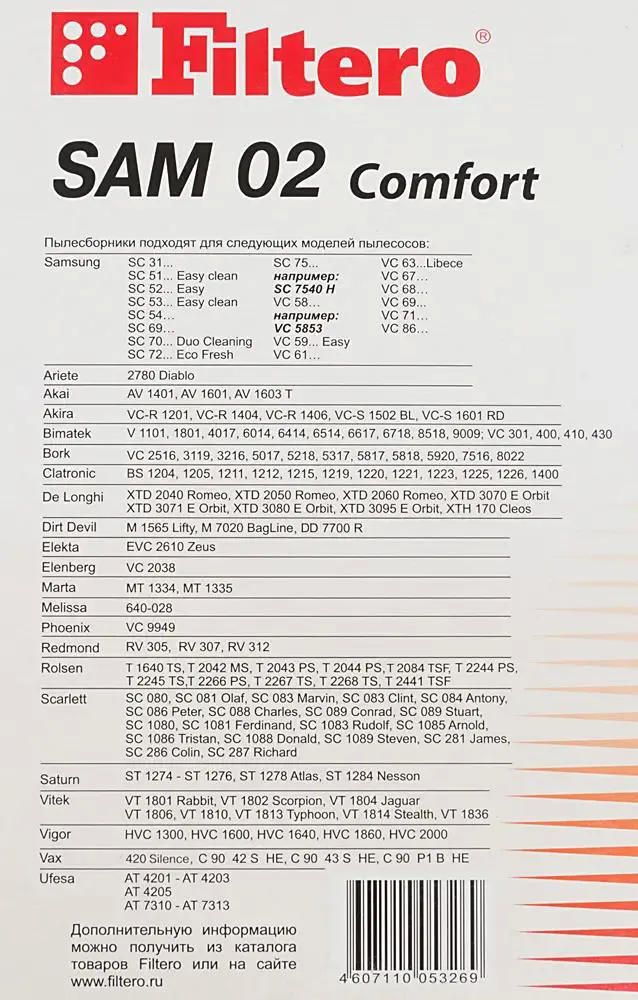 Filtero®
SAM 02 Comfort
Пылесборники подходят для следующих моделей пылесосов:
Samsung SC 31... SC 75... VC 63...Libece
SC 51... Easy clean например: VC 67...
SC 52... Easy SC 7540 H VC 68...
SC 53... Easy clean VC 58... VC 69...
SC 54... например: VC 71...
SC 69... VC 5853 VC 86...
SC 70... Duo Cleaning VC 59... Easy
SC 72... Eco Fresh VC 61...
Ariete 2780 Diablo
Akai AV 1401, AV 1601, AV 1603 T
Akira VC-R 1201, VC-R 1404, VC-R 1406, VC-S 1502 BL, VC-S 1601 RD
Bimatek V 1101, 1801, 4017, 6014, 6414, 6514, 6617, 6718, 8518, 9009; VC 301, 400, 410, 430
Bork VC 2516, 3119, 3216, 5017, 5218, 5317, 5817, 5818, 5920, 7516, 8022
Clatronic BS 1204, 1205, 1211, 1212, 1215, 1219, 1220, 1221, 1223, 1225, 1226, 1400
De Longhi XTD 2040 Romeo, XTD 2050 Romeo, XTD 2060 Romeo, XTD 3070 E Orbit
XTD 3071 E Orbit, XTD 3080 E Orbit, XTD 3095 E Orbit, XTH 170 Cleos
Dirt Devil M 1565 Lifty, M 7020 BagLine, DD 7700 R
Elekta EVC 2610 Zeus
Elenberg VC 2038
Marta MT 1334, MT 1335
Melissa 640-028
Phoenix VC 9949
Redmond RV 305, RV 307, RV 312
Rolsen T 1640 TS, T 2042 MS, T 2043 PS, T 2044 PS, T 2084 TSF, T 2244 PS,
T 2245 TS,T 2266 PS, T 2267 TS, T 2268 TS, T 2441 TSF
Scarlett SC 080, SC 081 Olaf, SC 083 Marvin, SC 083 Clint, SC 084 Antony,
SC 086 Peter, SC 088 Charles, SC 089 Conrad, SC 089 Stuart,
SC 1080, SC 1081 Ferdinand, SC 1083 Rudolf, SC 1085 Arnold,
SC 1086 Tristan, SC 1088 Donald, SC 1089 Steven, SC 281 James,
SC 286 Colin, SC 287 Richard
Saturn ST 1274 - ST 1276, ST 1278 Atlas, ST 1284 Nesson
Vitek VT 1801 Rabbit, VT 1802 Scorpion, VT 1804 Jaguar
VT 1806, VT 1810, VT 1813 Typhoon, VT 1814 Stealth, VT 1836
Vigor HVC 1300, HVC 1600, HVC 1640, HVC 1860, HVC 2000
Vax 420 Silence, C 90 42 S HE, C 90 43 S HE, C 90 P1 B HE
Ufesa AT 4201 - AT 4203
AT 4205
AT 7310 - AT 7313
Дополнительную информацию
можно получить из каталога
товаров Filtero или на сайте
www.filtero.ru
4 607110 053269